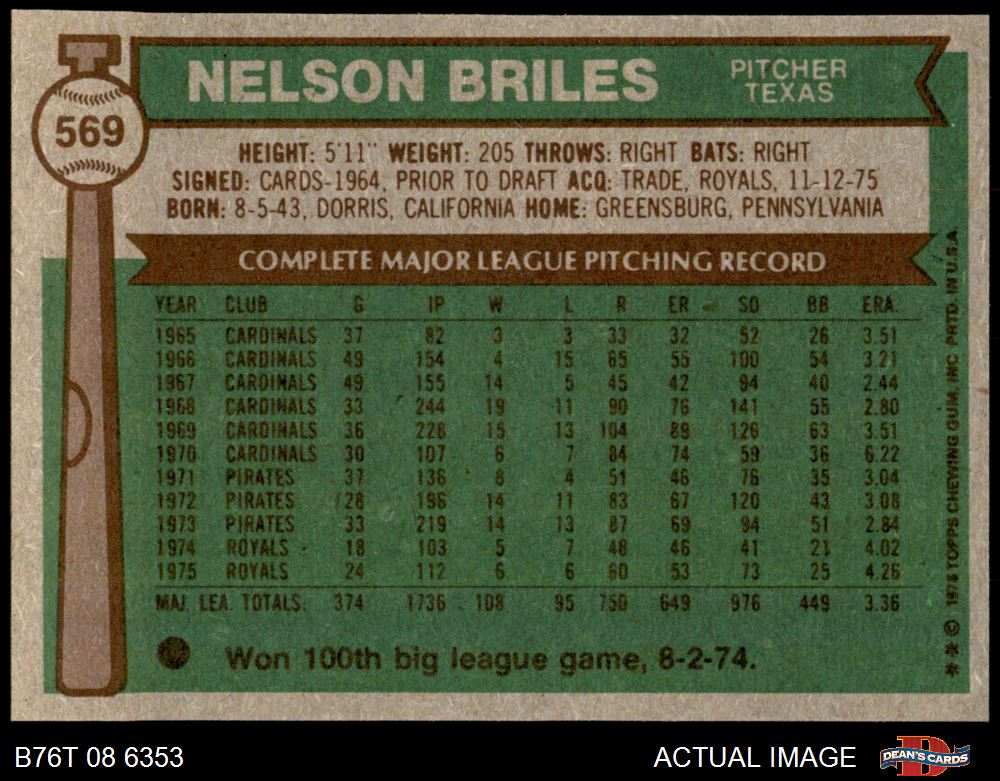 NELSON BRILES
PITCHER
TEXAS
569
HEIGHT: 5'11" WEIGHT: 205 THROWS: RIGHT BATS: RIGHT
SIGNED: CARDS-1964, PRIOR TO DRAFT ACQ: TRADE, ROYALS, 11-12-75
BORN: 8-5-43, DORRIS, CALIFORNIA HOME: GREENSBURG, PENNSYLVANIA
COMPLETE MAJOR LEAGUE PITCHING RECORD
YEAR CLUB G IP W L R ER SO BB ERA
1965 CARDINALS 37 82 3 3 33 32 52 26 3.51
1966 CARDINALS 49 154 4 15 65 55 100 54 3.21
1967 CARDINALS 49 155 14 5 45 42 94 40 2.44
1968 CARDINALS 33 244 19 11 90 76 141 55 2.80
1969 CARDINALS 36 228 15 13 104 89 126 63 3.51
1970 CARDINALS 30 107 6 7 84 74 59 36 6.22
1971 PIRATES 37 136 8 4 51 46 76 35 3.04
1972 PIRATES 28 196 14 11 83 67 120 43 3.08
1973 PIRATES 33 219 14 13 87 69 94 51 2.84
1974 ROYALS 18 103 5 7 48 46 41 21 4.02
1975 ROYALS 24 112 6 6 60 53 73 25 4.26
MAJ. LEA. TOTALS. 374 1736 108 95 750 649 976 449 3.36
Won 100th big league game, 8-2-74.
** © 1976 TOPPS CHEWING GUM, INC. PRTD. IN U.S.A.
B76T 08 6353
ACTUAL IMAGE
DEAN'S CARDS